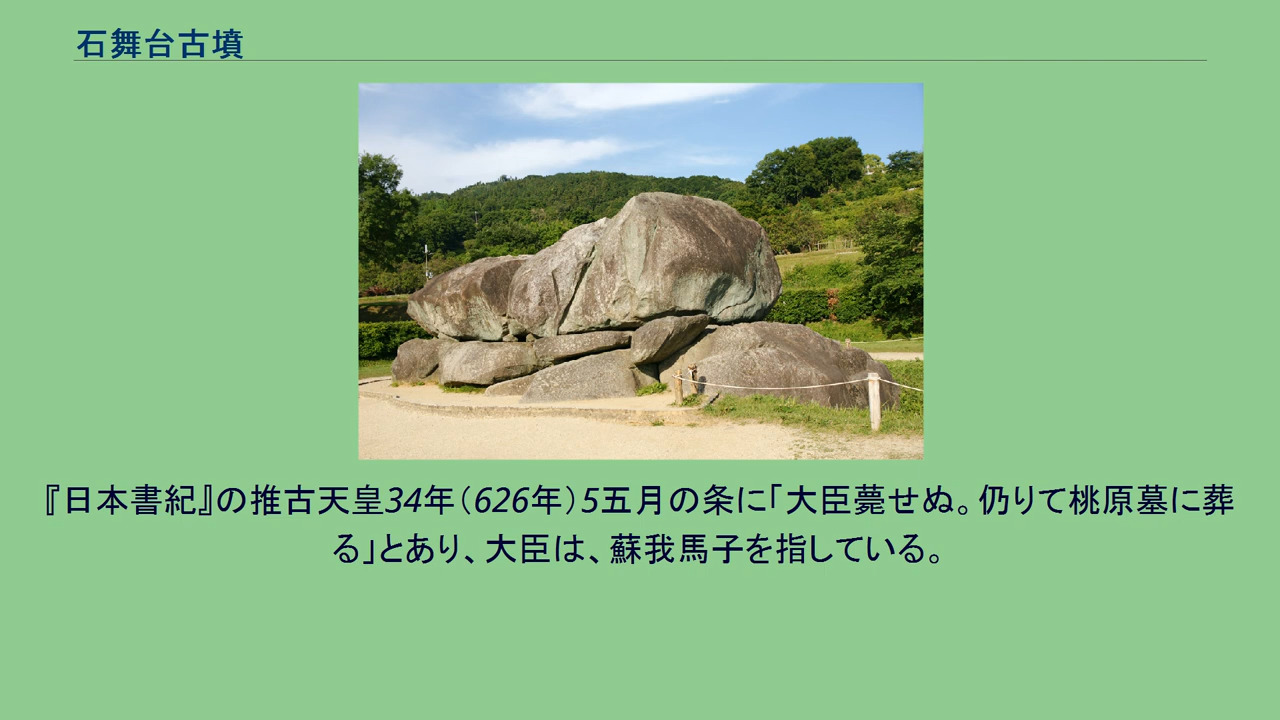 石舞台古墳
『日本書紀』の推古天皇34年（626年）5五月の条に「大臣薨せぬ。仍りて桃原墓に葬
る」とあり、大臣は、蘇我馬子を指している。